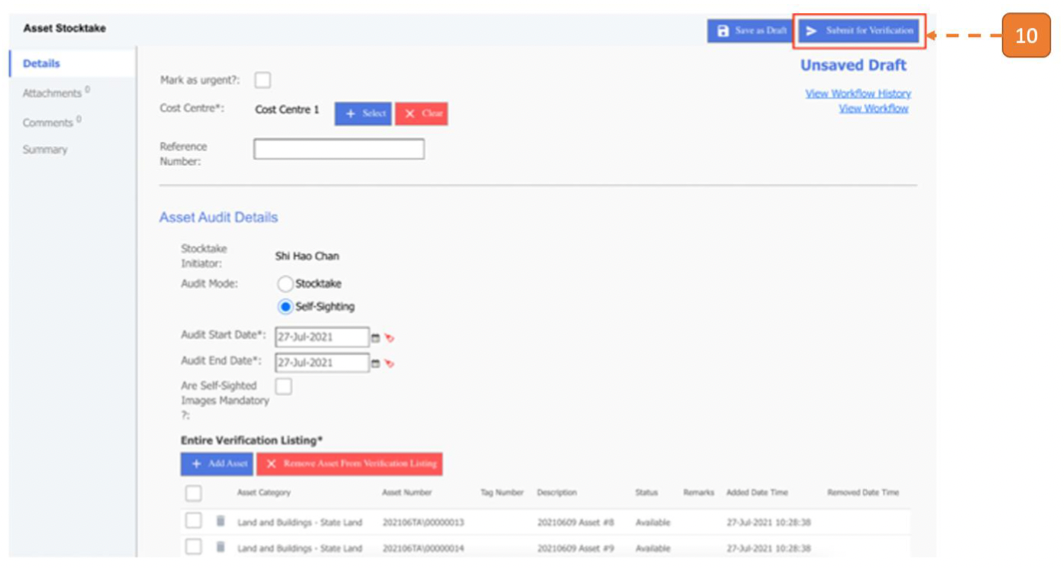 Asset Stocktake
Save as Draft
Submit for Verification
10
Details
Attachments 0
Comments 0
Summary
Unsaved Draft
View Workflow History
View Workflow
Mark as urgent?:
Cost Centre*:
Cost Centre 1
+ Select
X Clear
Reference
Number:
Asset Audit Details
Stocktake
Initiator:
Shi Hao Chan
Audit Mode:
Stocktake
Self-Sighting
Audit Start Date*:
27-Jul-2021
Audit End Date*:
27-Jul-2021
Are Self-Sighted
Images Mandatory
?:
Entire Verification Listing*
+ Add Asset
X Remove Asset From Verification Listing
Asset Category Asset Number Tag Number Description Status Remarks Added Date Time Removed Date Time
Land and Buildings - State Land 202106TA\00000013 20210609 Asset #8 Available 27-Jul-2021 10:28:38
Land and Buildings - State Land 202106TA\00000014 20210609 Asset #9 Available 27-Jul-2021 10:28:38